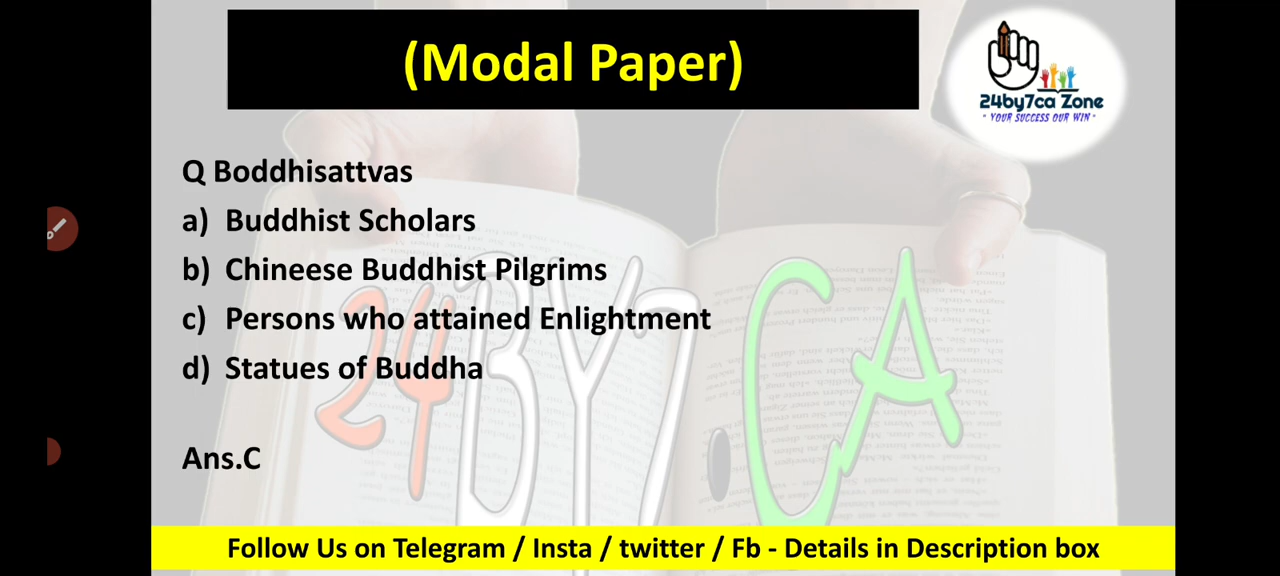 (Modal Paper)
24by7ca Zone
" YOUR SUCCESS OUR WIN "
Q Boddhisattvas
a) Buddhist Scholars
b) Chineese Buddhist Pilgrims
c) Persons who attained Enlightment
d) Statues of Buddha
24BY7.CA
Ans.C
Follow Us on Telegram / Insta / twitter / Fb - Details in Description box